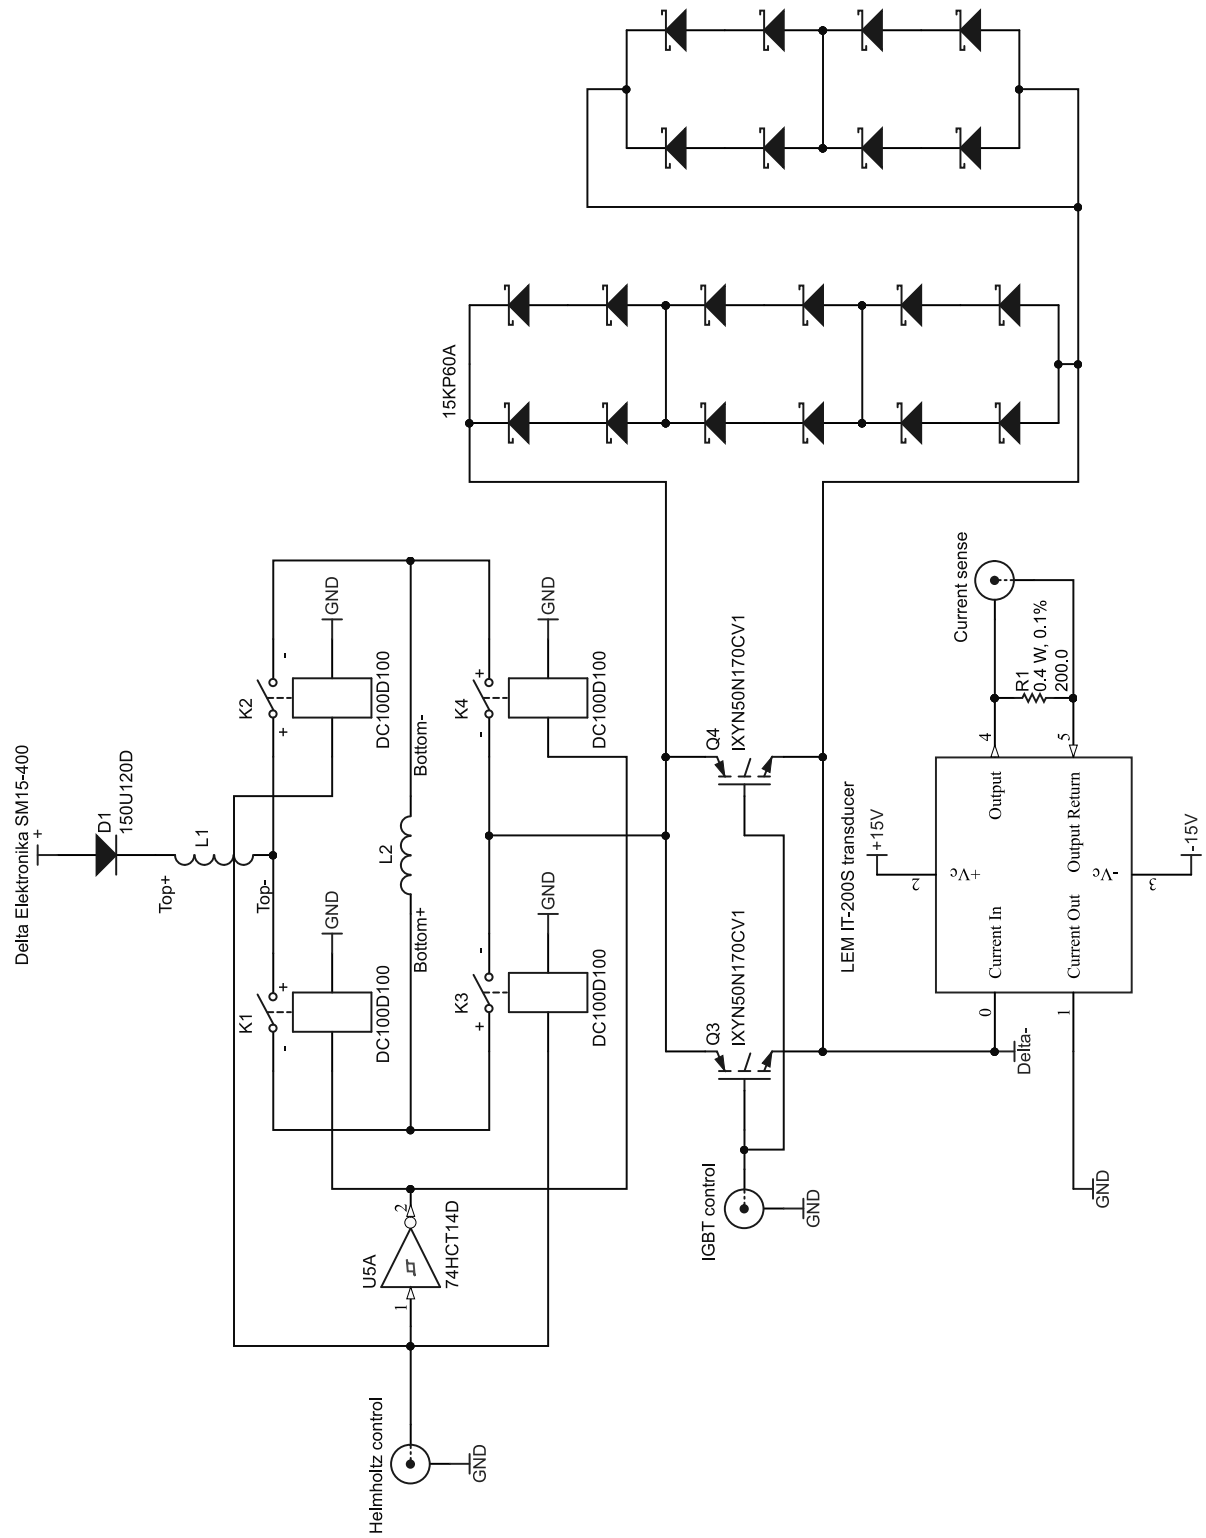 Delta Elektronika SM15-400
+
D1
150U120D
L1
Top+
Top-
K1
+
-
DC100D100
GND
K2
+
-
DC100D100
GND
L2
Bottom+
Bottom-
K3
+
-
DC100D100
GND
K4
+
-
DC100D100
GND
U5A
1
2
74HCT14D
Helmholtz control
GND
15KP60A
Q3
IXYN50N170CV1
Q4
IXYN50N170CV1
IGBT control
GND
LEM IT-200S transducer
Current In
0
Current Out
1
Output
4
Output Return
5
+Vc
2
+15V
-Vc
3
-15V
Delta-
GND
Current sense
R1
0.4 W, 0.1%
200.0